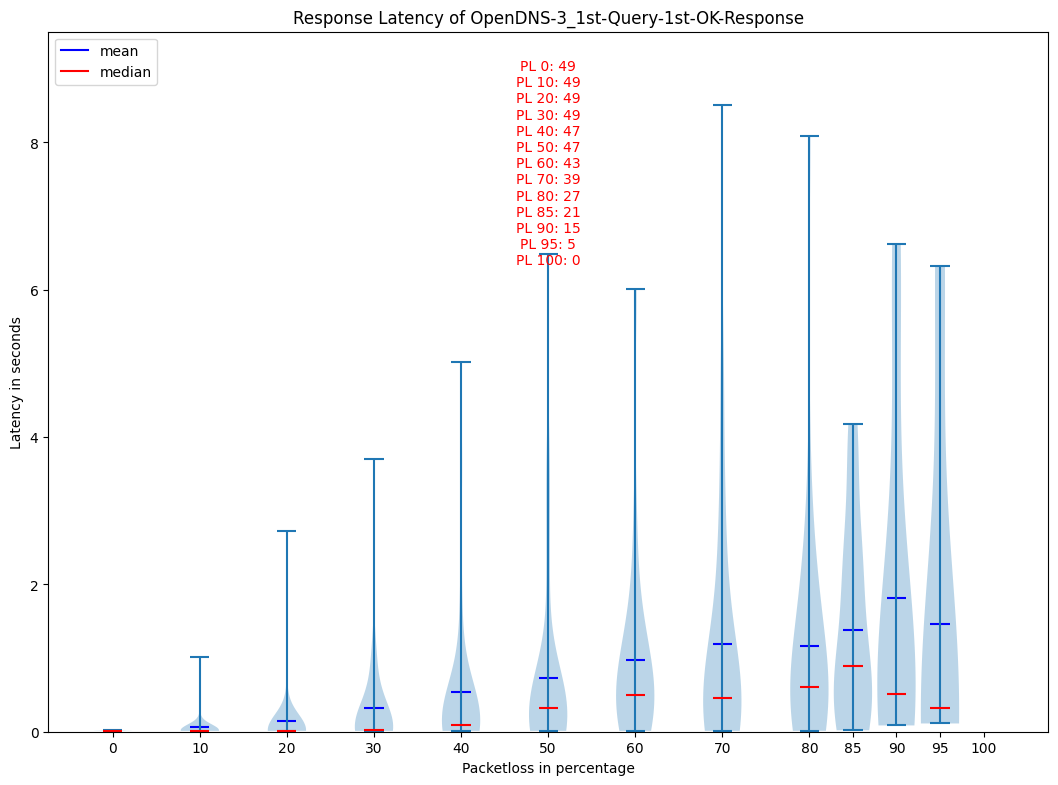 Response Latency of OpenDNS-3_1st-Query-1st-OK-Response
mean
median
PL 0: 49
PL 10: 49
PL 20: 49
PL 30: 49
PL 40: 47
PL 50: 47
PL 60: 43
PL 70: 39
PL 80: 27
PL 85: 21
PL 90: 15
PL 95: 5
PL 100: 0
8
6
4
2
0
Latency in seconds
0 10 20 30 40 50 60 70 80 85 90 95 100
Packetloss in percentage